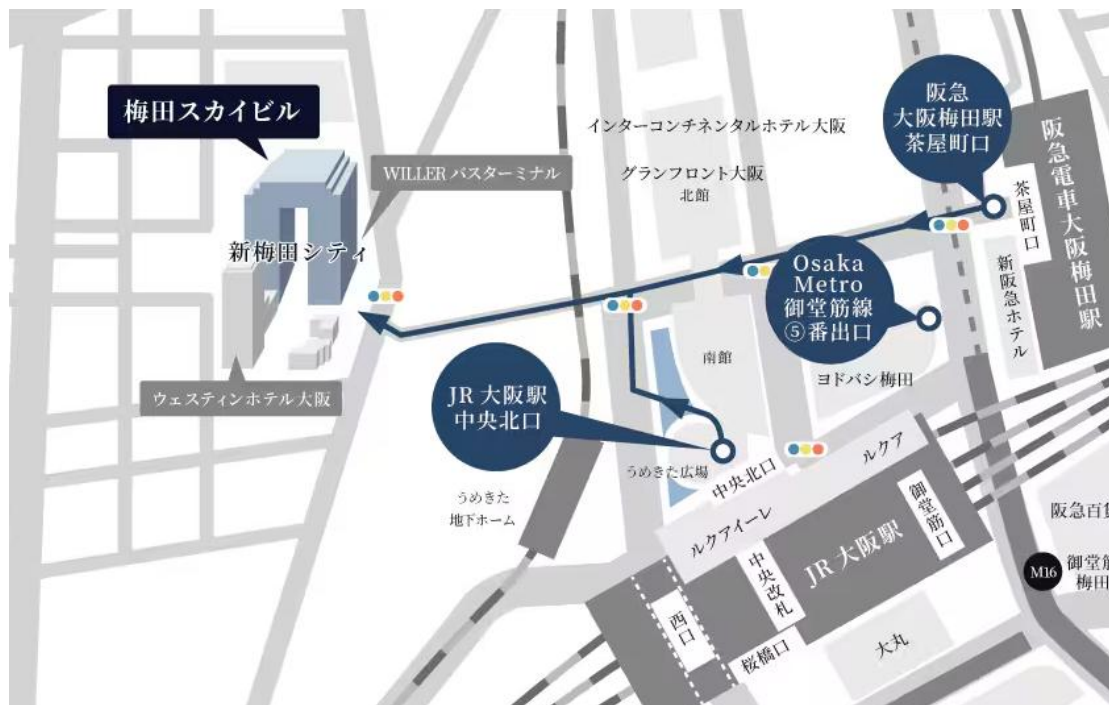 梅田スカイビル
阪急
大阪梅田駅
茶屋町口
インターコンチネンタルホテル大阪
WILLER バスターミナル
グランフロント大阪
北館
新梅田シティ
茶屋町口
阪急電車大阪梅田駅
新阪急ホテル
Osaka
Metro
御堂筋線
⑤番出口
南館
ヨドバシ梅田
ウェスティンホテル大阪
JR 大阪駅
中央北口
うめきた広場
中央北口
ルクア
うめきた
地下ホーム
ルクアイーレ
御堂筋口
JR 大阪駅
中央改札
西口
桜橋口
大丸
阪急百
M16
御堂筋
梅田